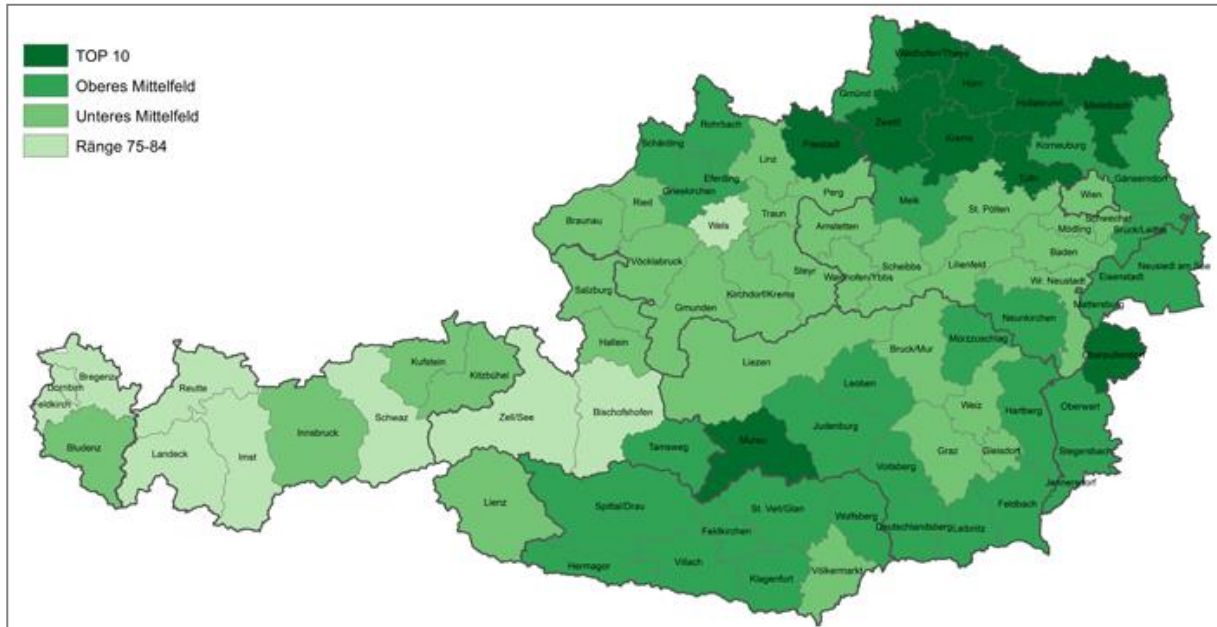 TOP 10
Oberes Mittelfeld
Unteres Mittelfeld
Ränge 75-84
Waidhofen/Thaya
Gmünd
Horn
Hollabrunn
Mistelbach
Zwettl
Krems
Korneuburg
Rohrbach
Freistadt
Schärding
Linz
Tulln
Gänserndorf
Eferding
Grieskirchen
Perg
Melk
St. Pölten
Wien
Ried
Wels
Traun
Schwechat
Braunau
Amstetten
Mödling
Bruck/Leitha
Baden
Vöcklabruck
Steyr
Scheibbs
Lilienfeld
Neusiedl am See
Waidhofen/Ybbs
Eisenstadt
Salzburg
Kirchdorf/Krems
Wr. Neustadt
Gmunden
Mattersburg
Neunkirchen
Hallein
Mürzzuschlag
Bruck/Mur
Kufstein
Liezen
Oberpullendorf
Bregenz
Kitzbühel
Dornbirn
Reutte
Leoben
Feldkirch
Schwaz
Zell/See
Bischofshofen
Weiz
Hartberg
Oberwart
Judenburg
Bludenz
Innsbruck
Landeck
Imst
Tamsweg
Murau
Graz
Gleisdorf
Stegersbach
Voitsberg
Jennersdorf
Lienz
Spittal/Drau
St. Veit/Glan
Wolfsberg
Feldbach
Feldkirchen
Deutschlandsberg
Leibnitz
Hermagor
Villach
Klagenfurt
Völkermarkt